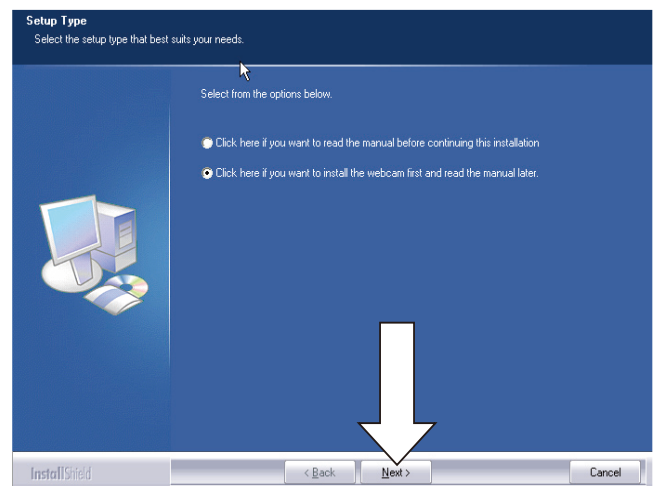 Setup Type
Select the setup type that best suits your needs.
Select from the options below.
Click here if you want to read the manual before continuing this installation
Click here if you want to install the webcam first and read the manual later.
InstallShield
< Back
Next >
Cancel